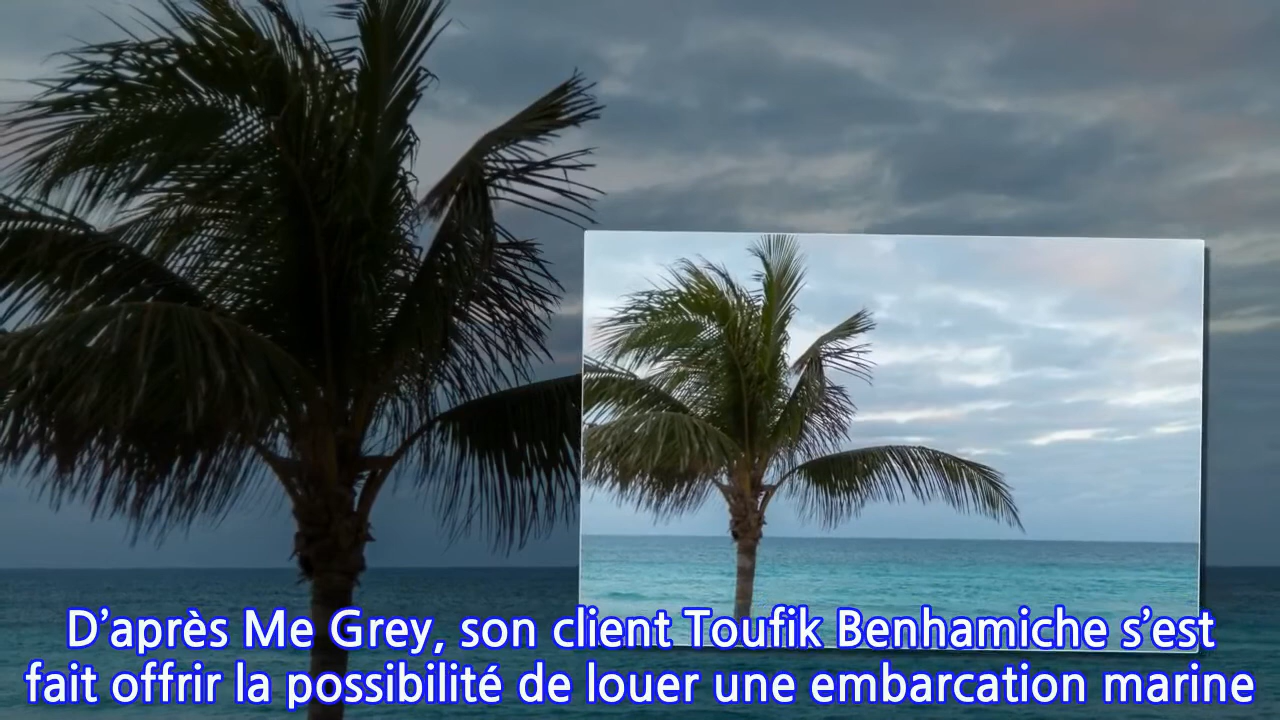 D’après Me Grey, son client Toufik Benhamiche s’est
fait offrir la possibilité de louer une embarcation marine